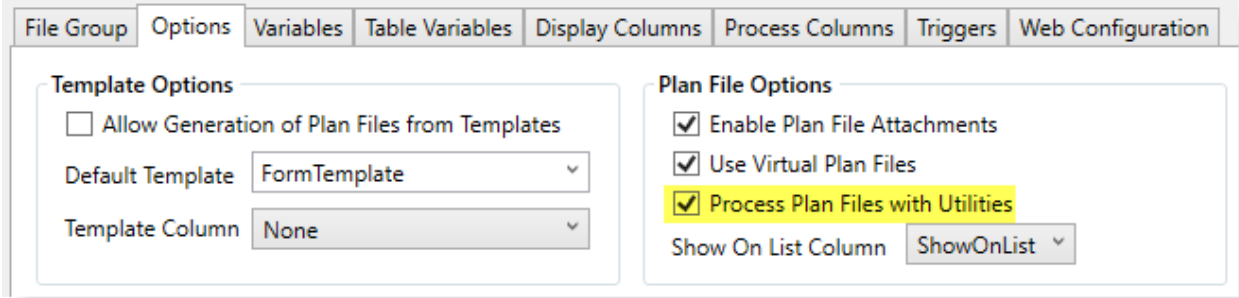 File Group Options Variables Table Variables Display Columns Process Columns Triggers Web Configuration
Template Options
Allow Generation of Plan Files from Templates
Default Template FormTemplate
Template Column None
Plan File Options
Enable Plan File Attachments
Use Virtual Plan Files
Process Plan Files with Utilities
Show On List Column ShowOnList